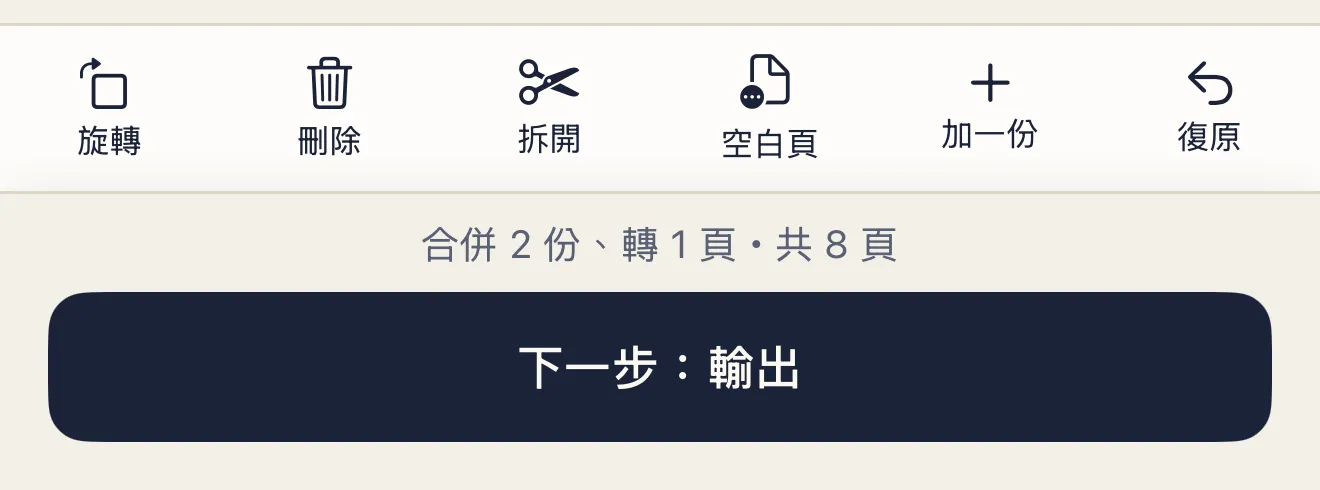 旋轉 刪除 拆開 空白頁 加一份 復原
合併 2 份、轉 1 頁・共 8 頁
下一步：輸出